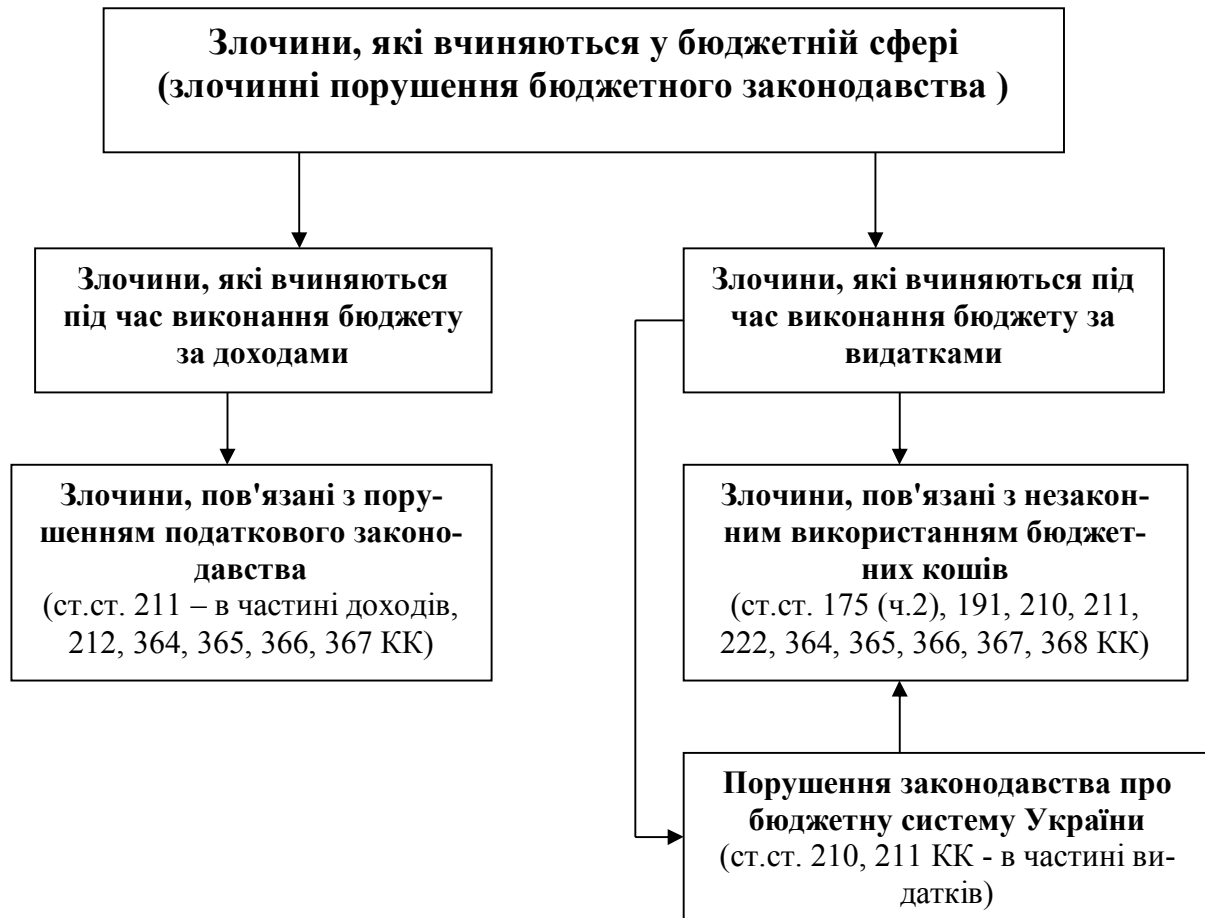 Злочини, які вчиняються у бюджетній сфері
(злочинні порушення бюджетного законодавства )
Злочини, які вчиняються
під час виконання бюджету
за доходами
Злочини, які вчиняються під
час виконання бюджету за
видатками
Злочини, пов'язані з пору-
шенням податкового законо-
давства
(ст.ст. 211 – в частині доходів,
212, 364, 365, 366, 367 КК)
Злочини, пов'язані з незакон-
ним використанням бюджет-
них кошів
(ст.ст. 175 (ч.2), 191, 210, 211,
222, 364, 365, 366, 367, 368 КК)
Порушення законодавства про
бюджетну систему України
(ст.ст. 210, 211 КК - в частині ви-
датків)